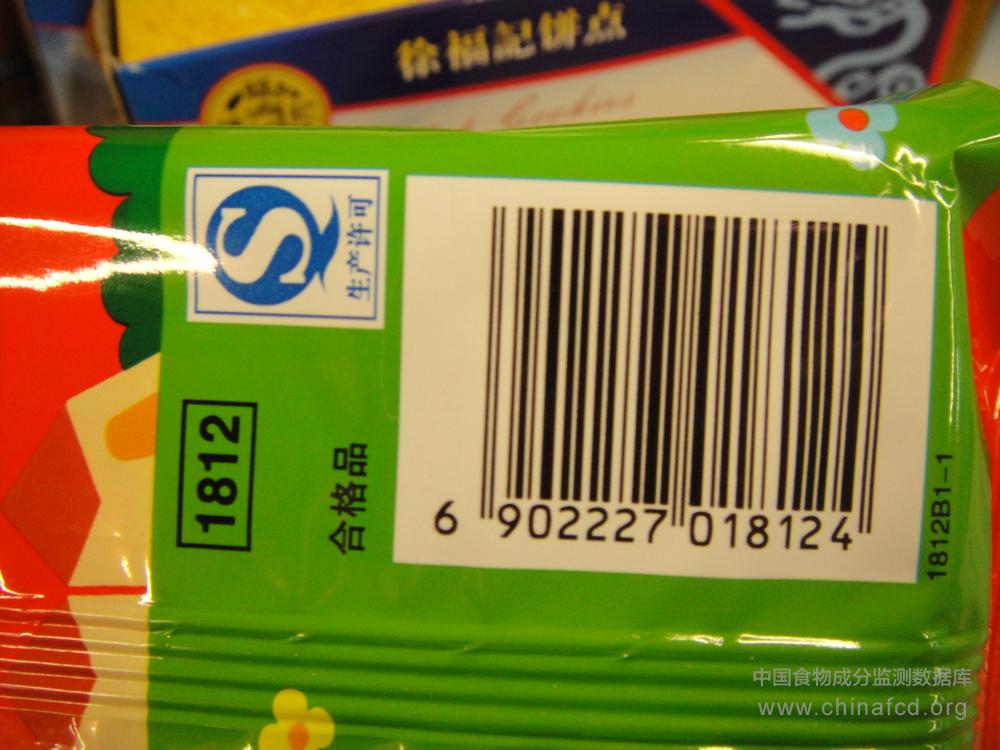 徐福記饼点
Cookies
生产许可
1812
合格品
6 902227 018124
1812B1-1
中国食物成分监测数据库
www.chinafcd.org